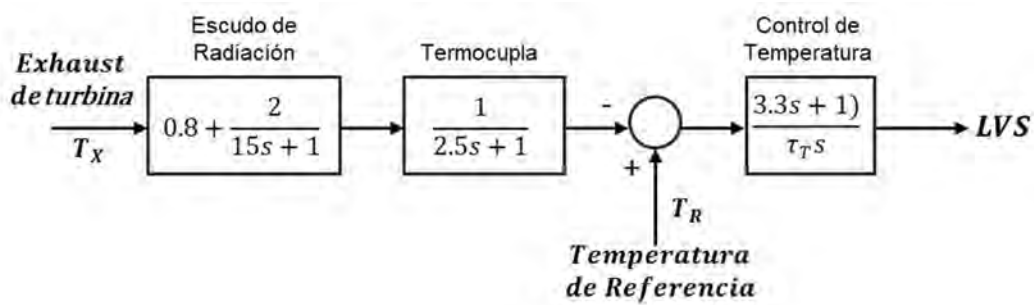 Escudo de
Radiación
Termocupla
Control de
Temperatura
Exhaust
de turbina
T_X
0.8 + 2/(15s + 1)
1/(2.5s + 1)
-
+
3.3s + 1)/τ_T s
LVS
T_R
Temperatura
de Referencia